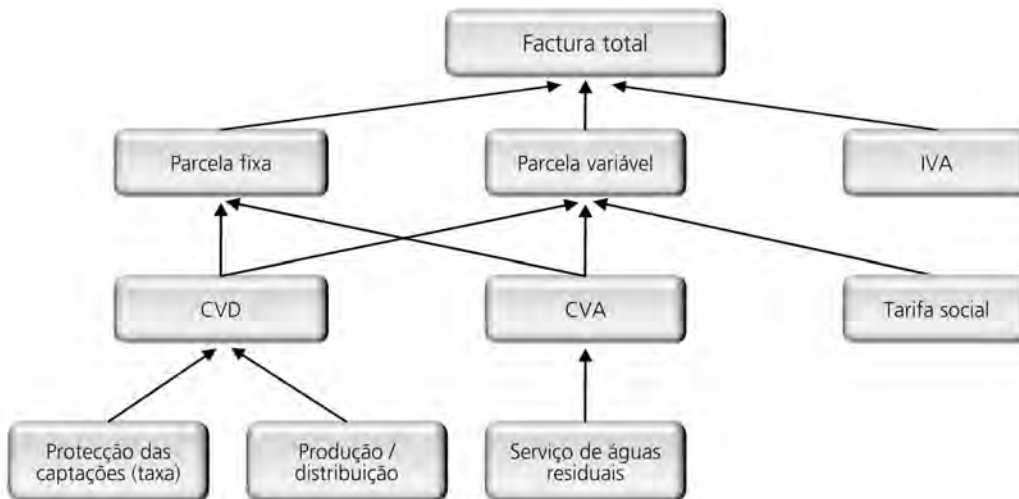 Factura total
Parcela fixa
Parcela variável
IVA
CVD
CVA
Tarifa social
Protecção das
captações (taxa)
Produção /
distribuição
Serviço de águas
residuais